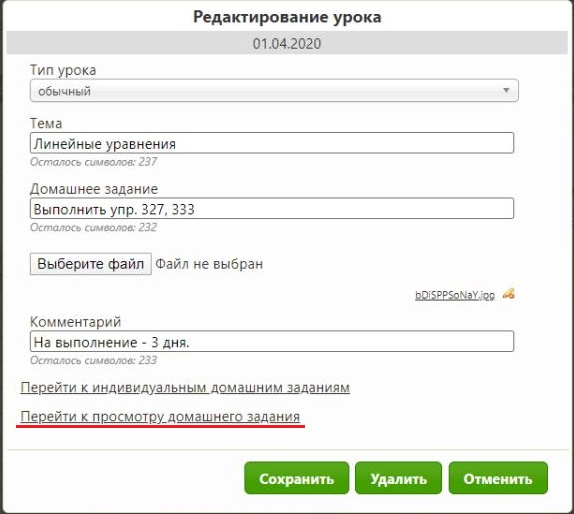 Редактирование урока
01.04.2020
Тип урока
обычный
Тема
Линейные уравнения
Осталось символов: 237
Домашнее задание
Выполнить упр. 327, 333
Осталось символов: 232
Выберите файл Файл не выбран
bDiSPPSoNaY.jpg
Комментарий
На выполнение - 3 дня.
Осталось символов: 233
Перейти к индивидуальным домашним заданиям
Перейти к просмотру домашнего задания
Сохранить Удалить Отменить